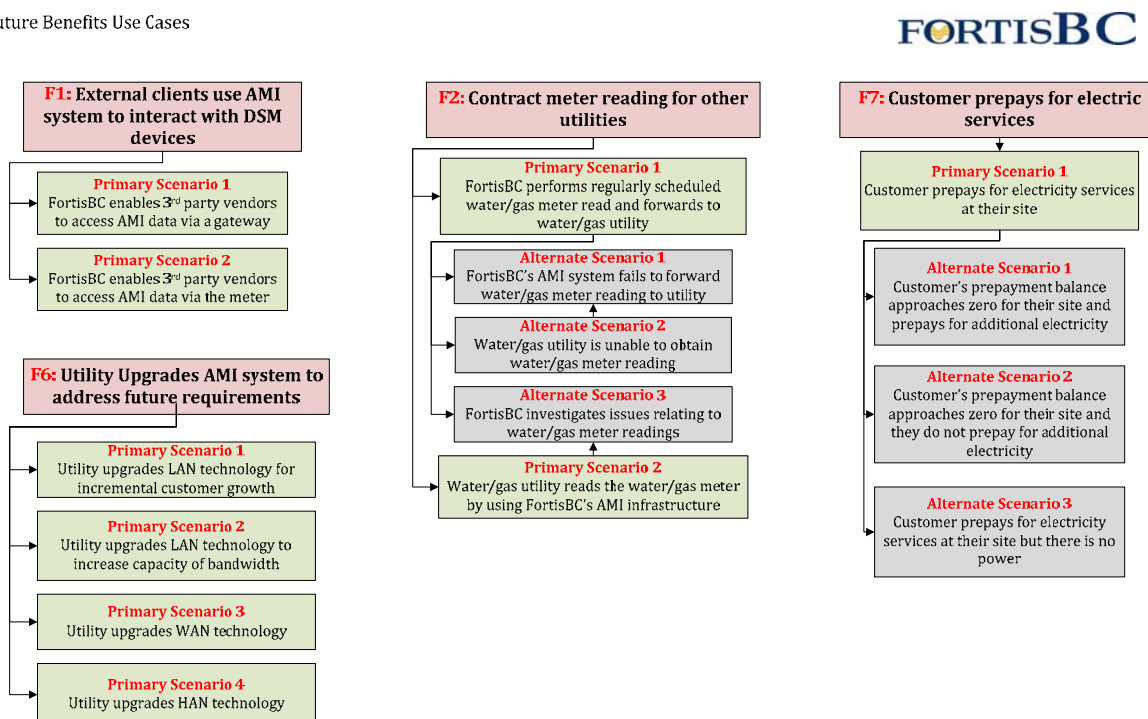 uture Benefits Use Cases
FORTISBC
F1: External clients use AMI
system to interact with DSM
devices
Primary Scenario 1
FortisBC enables 3rd party vendors
to access AMI data via a gateway
Primary Scenario 2
FortisBC enables 3rd party vendors
to access AMI data via the meter
F6: Utility Upgrades AMI system to
address future requirements
Primary Scenario 1
Utility upgrades LAN technology for
incremental customer growth
Primary Scenario 2
Utility upgrades LAN technology to
increase capacity of bandwidth
Primary Scenario 3
Utility upgrades WAN technology
Primary Scenario 4
Utility upgrades HAN technology
F2: Contract meter reading for other
utilities
Primary Scenario 1
FortisBC performs regularly scheduled
water/gas meter read and forwards to
water/gas utility
Alternate Scenario 1
FortisBC's AMI system fails to forward
water/gas meter reading to utility
Alternate Scenario 2
Water/gas utility is unable to obtain
water/gas meter reading
Alternate Scenario 3
FortisBC investigates issues relating to
water/gas meter readings
Primary Scenario 2
Water/gas utility reads the water/gas meter
by using FortisBC's AMI infrastructure
F7: Customer prepays for electric
services
Primary Scenario 1
Customer prepays for electricity services
at their site
Alternate Scenario 1
Customer's prepayment balance
approaches zero for their site and
prepays for additional electricity
Alternate Scenario 2
Customer's prepayment balance
approaches zero for their site and
they do not prepay for additional
electricity
Alternate Scenario 3
Customer prepays for electricity
services at their site but there is no
power